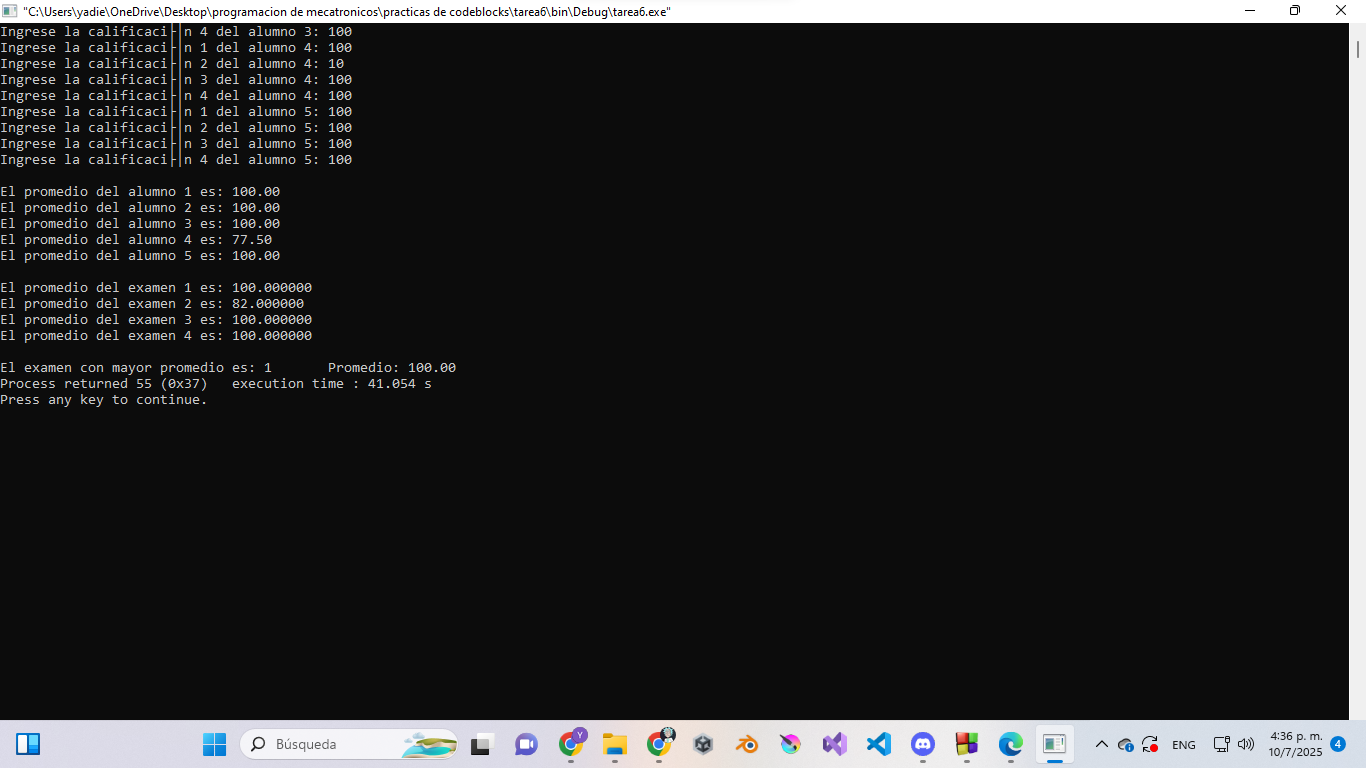 "C:\Users\yadie\OneDrive\Desktop\programacion de mecatronicos\practicas de codeblocks\tarea6\bin\Debug\tarea6.exe"
Ingrese la calificaci├│n 4 del alumno 3: 100
Ingrese la calificaci├│n 1 del alumno 4: 100
Ingrese la calificaci├│n 2 del alumno 4: 10
Ingrese la calificaci├│n 3 del alumno 4: 100
Ingrese la calificaci├│n 4 del alumno 4: 100
Ingrese la calificaci├│n 1 del alumno 5: 100
Ingrese la calificaci├│n 2 del alumno 5: 100
Ingrese la calificaci├│n 3 del alumno 5: 100
Ingrese la calificaci├│n 4 del alumno 5: 100
El promedio del alumno 1 es: 100.00
El promedio del alumno 2 es: 100.00
El promedio del alumno 3 es: 100.00
El promedio del alumno 4 es: 77.50
El promedio del alumno 5 es: 100.00
El promedio del examen 1 es: 100.000000
El promedio del examen 2 es: 82.000000
El promedio del examen 3 es: 100.000000
El promedio del examen 4 es: 100.000000
El examen con mayor promedio es: 1       Promedio: 100.00
Process returned 55 (0x37)   execution time : 41.054 s
Press any key to continue.
Búsqueda
Y
ENG
4:36 p. m.
10/7/2025
4